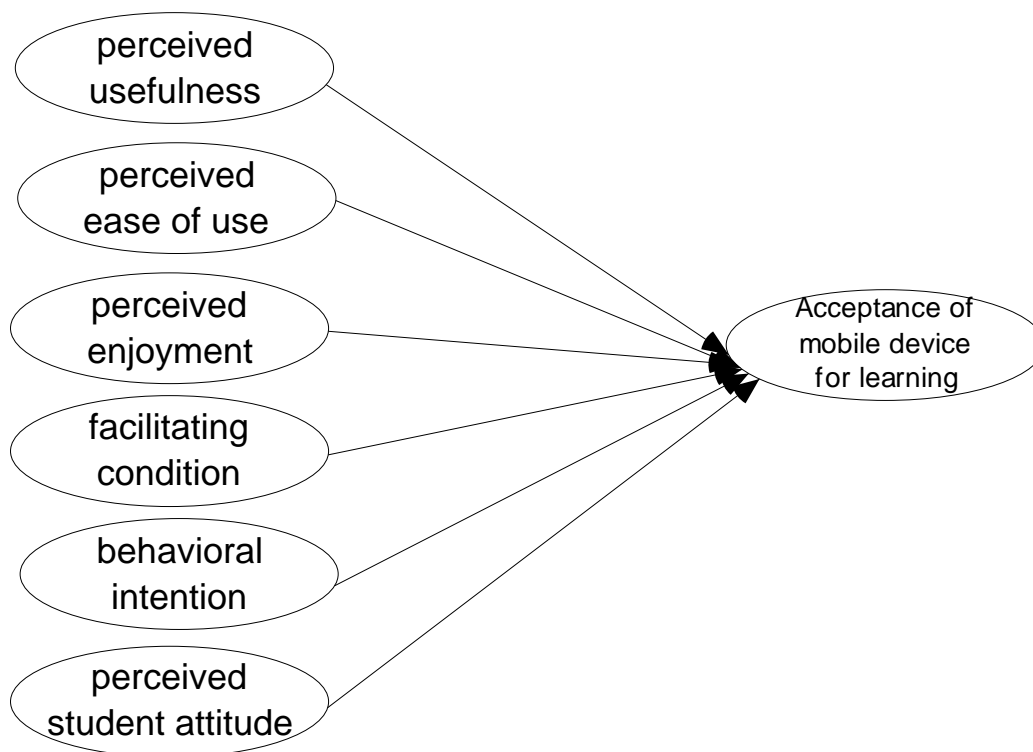 perceived
usefulness
perceived
ease of use
perceived
enjoyment
facilitating
condition
behavioral
intention
perceived
student attitude
Acceptance of
mobile device
for learning